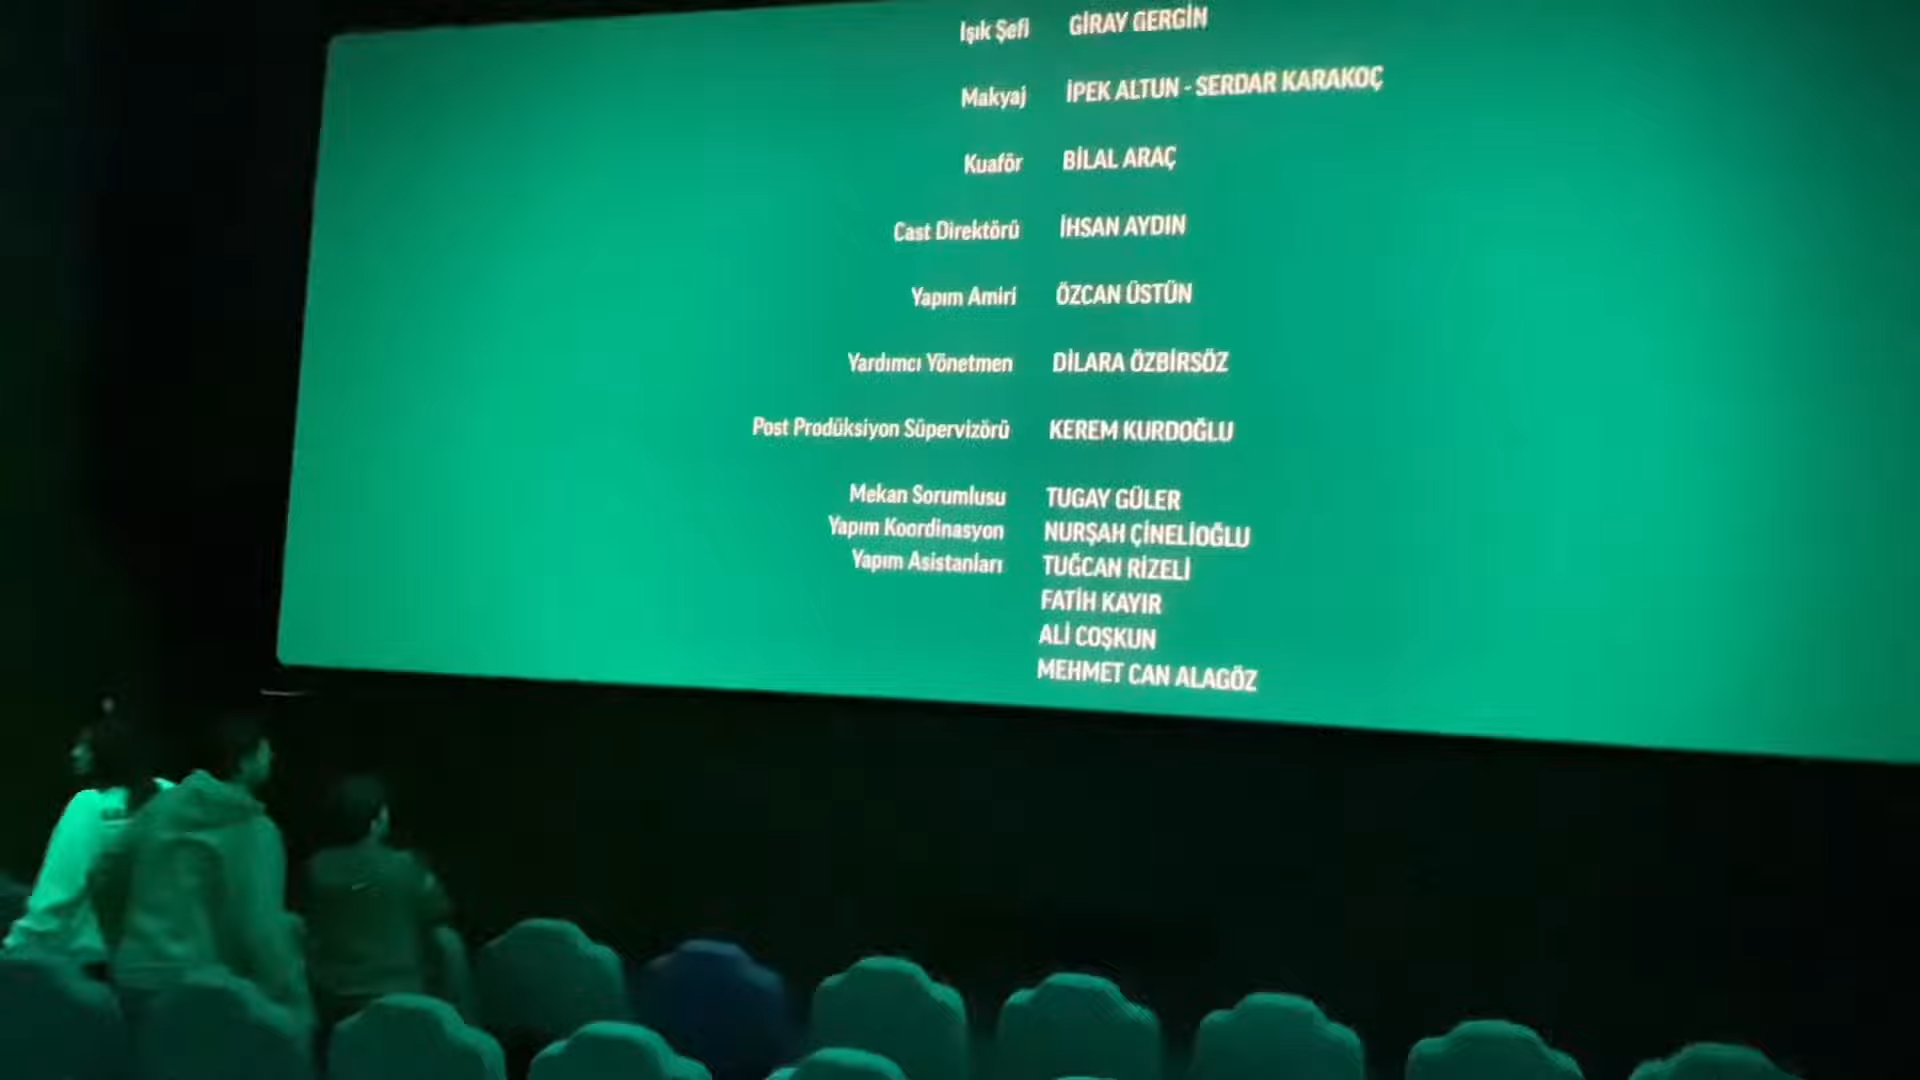 Işık Şefi GİRAY GERGİN
Makyaj İPEK ALTUN - SERDAR KARAKOÇ
Kuaför BİLAL ARAÇ
Cast Direktörü İHSAN AYDIN
Yapım Amiri ÖZCAN ÜSTÜN
Yardımcı Yönetmen DİLARA ÖZBİRSÖZ
Post Prodüksiyon Süpervizörü KEREM KURDOĞLU
Mekan Sorumlusu TUGAY GÜLER
Yapım Koordinasyon NURŞAH ÇİNELİOĞLU
Yapım Asistanları TUĞCAN RİZELİ
FATİH KAYIR
ALİ COŞKUN
MEHMET CAN ALAGÖZ